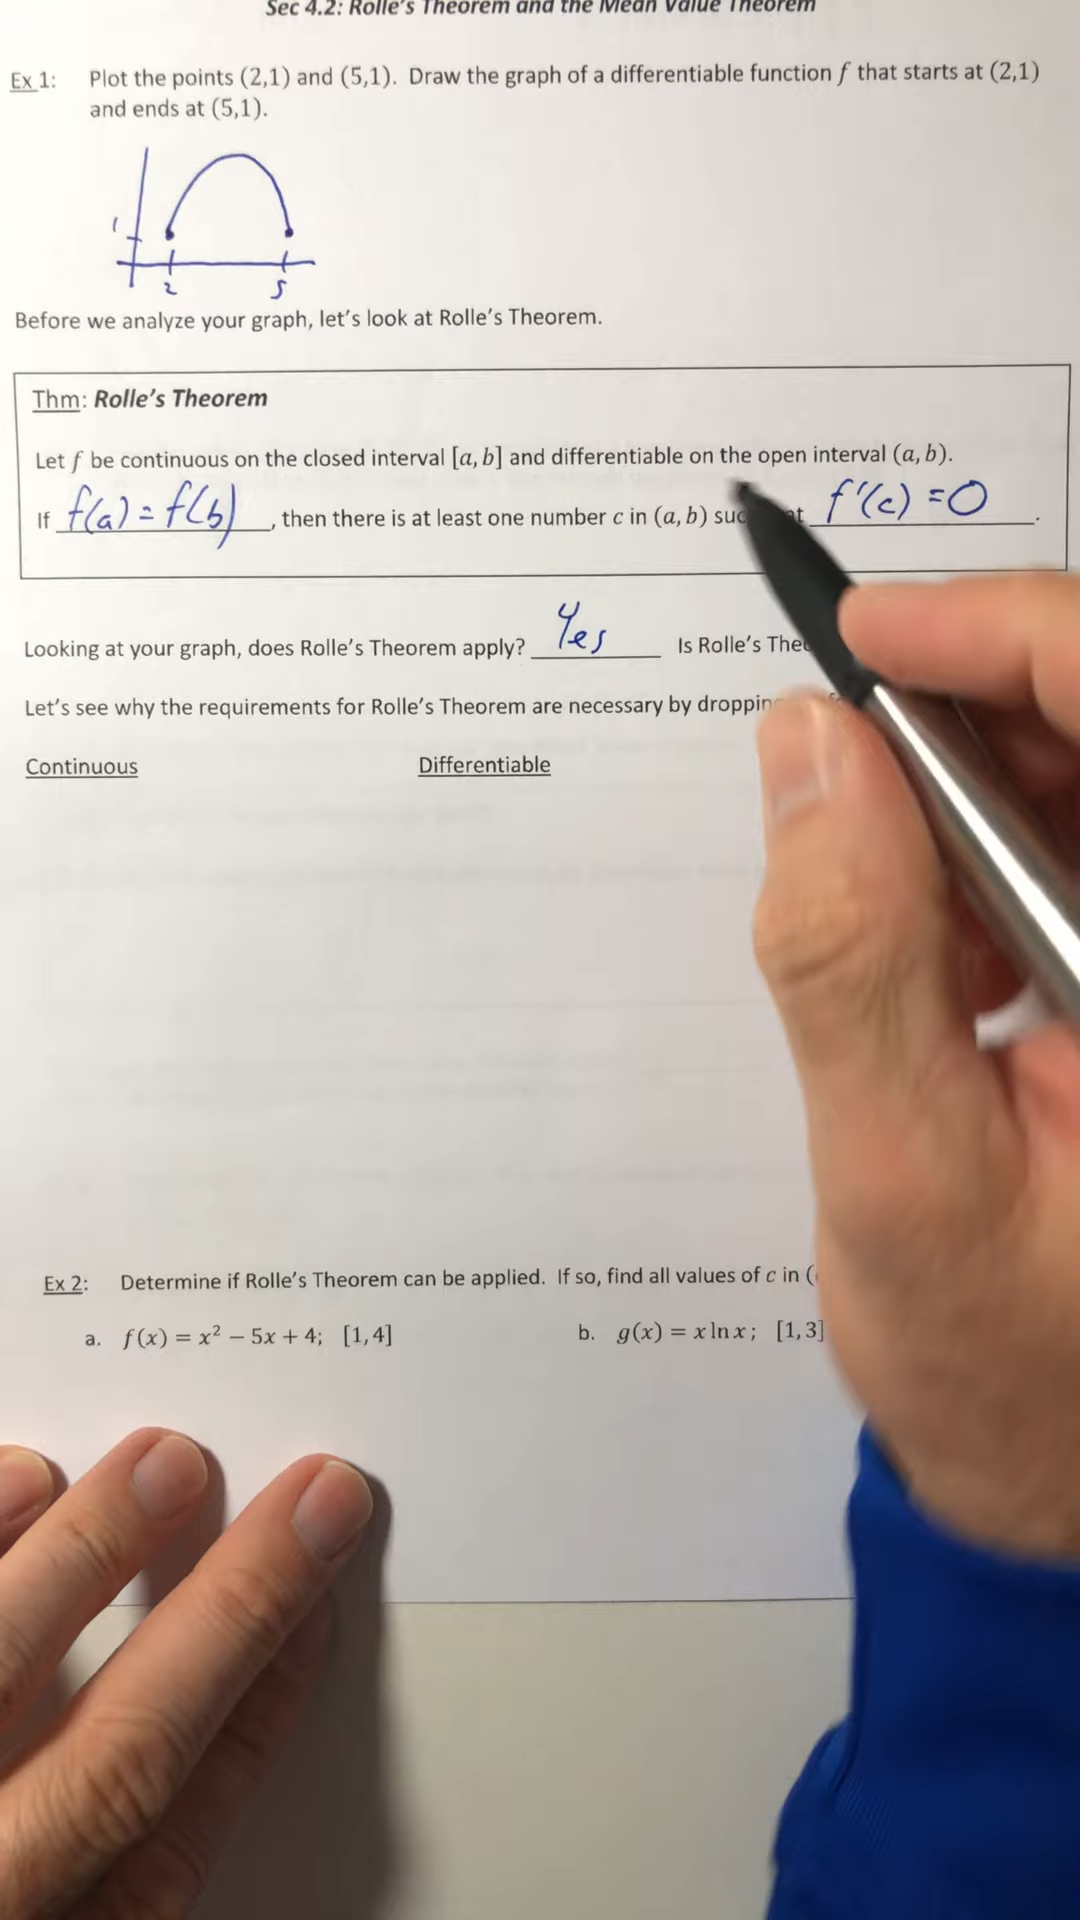 Sec 4.2: Rolle's Theorem and the Mean Value Theorem
Ex 1: Plot the points (2,1) and (5,1). Draw the graph of a differentiable function f that starts at (2,1)
and ends at (5,1).
1
2 5
Before we analyze your graph, let's look at Rolle's Theorem.
Thm: Rolle's Theorem
Let f be continuous on the closed interval [a, b] and differentiable on the open interval (a, b).
If f(a) = f(b), then there is at least one number c in (a, b) f'(c) = 0.
Looking at your graph, does Rolle's Theorem apply? Yes Is Rolle's
Let's see why the requirements for Rolle's Theorem are necessary by
Continuous Differentiable
Ex 2: Determine if Rolle's Theorem can be applied. If so, find all values of c in (
a. f(x) = x² − 5x + 4; [1,4] b. g(x) = x ln x; [1,3]